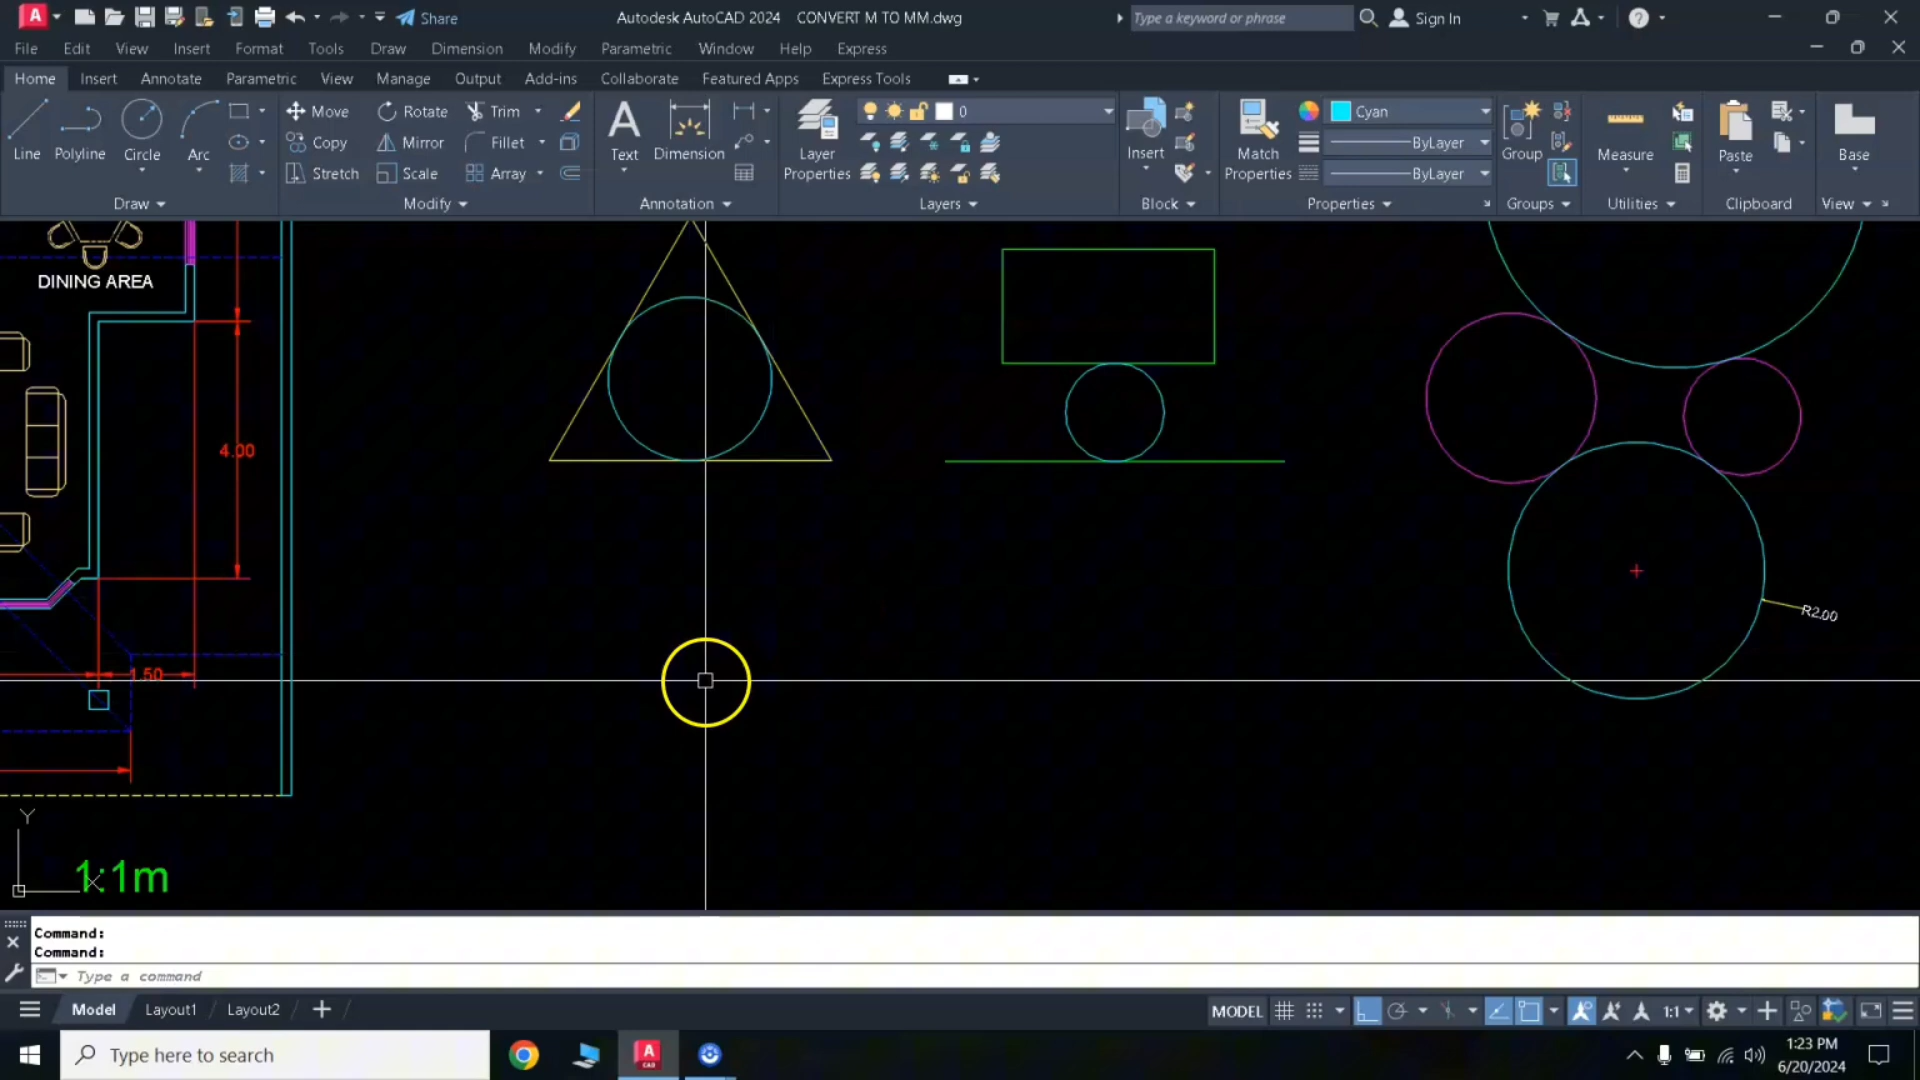 Share
Autodesk AutoCAD 2024 CONVERT M TO MM.dwg
Type a keyword or phrase
Sign In
File Edit View Insert Format Tools Draw Dimension Modify Parametric Window Help Express
Home Insert Annotate Parametric View Manage Output Add-ins Collaborate Featured Apps Express Tools
Line
Polyline
Circle
Arc
Move
Rotate
Trim
Copy
Mirror
Fillet
Stretch
Scale
Array
Text
Dimension
Layer
Properties
0
Insert
Match
Properties
Cyan
ByLayer
ByLayer
Group
Measure
Paste
Base
Draw
Modify
Annotation
Layers
Block
Properties
Groups
Utilities
Clipboard
View
DINING AREA
4.00
R2.00
1.50
Y
X
1:1m
Command:
Command:
Type a command
Model
Layout1
Layout2
MODEL
1:1
Type here to search
A
CAD
1:23 PM
6/20/2024